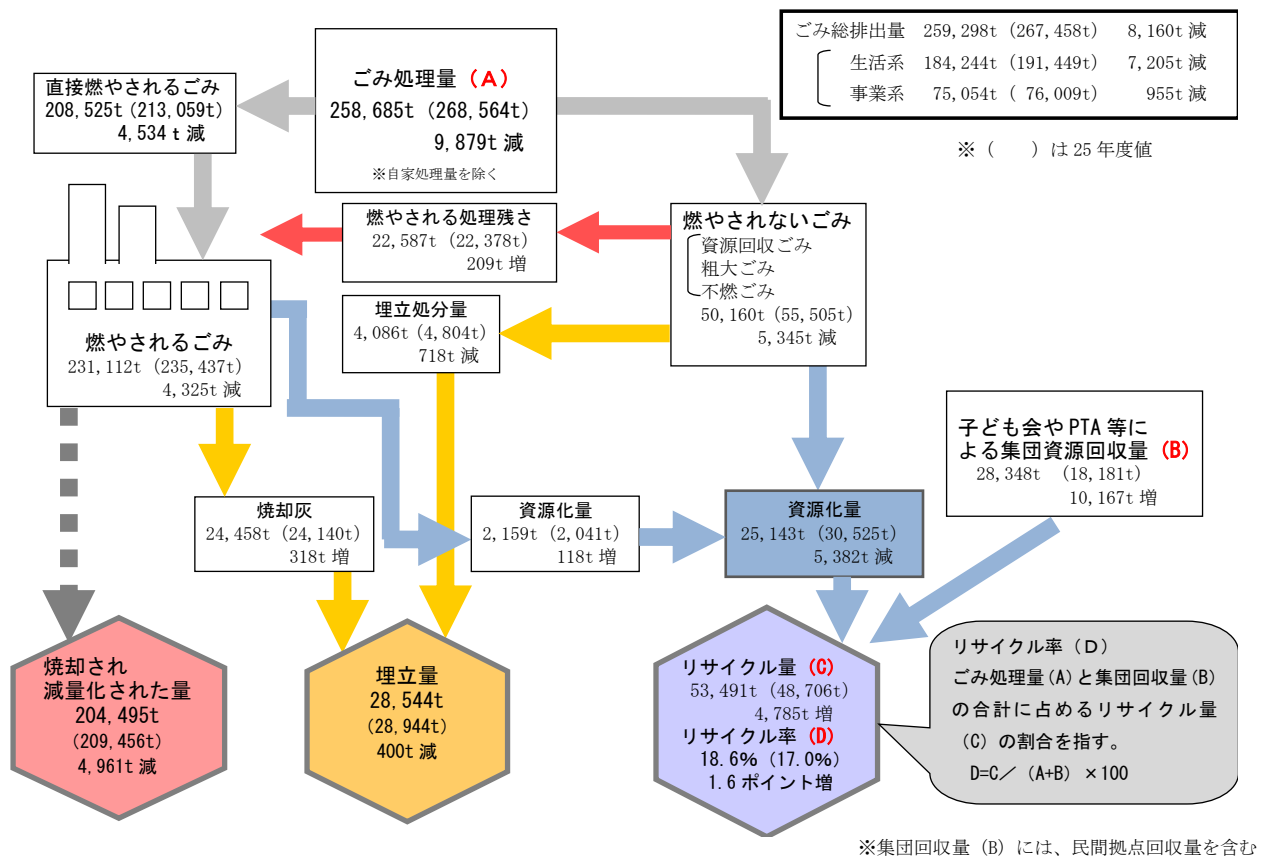 ごみ総排出量 259,298t (267,458t) 8,160t 減
生活系 184,244t (191,449t) 7,205t 減
事業系 75,054t ( 76,009t) 955t 減
※ (　　) は 25 年度値
ごみ処理量 (A)
258,685t (268,564t)
9,879t 減
※自家処理量を除く
直接燃やされるごみ
208,525t (213,059t)
4,534 t 減
燃やされる処理残さ
22,587t (22,378t)
209t 増
燃やされないごみ
資源回収ごみ
粗大ごみ
不燃ごみ
50,160t (55,505t)
5,345t 減
埋立処分量
4,086t (4,804t)
718t 減
燃やされるごみ
231,112t (235,437t)
4,325t 減
子ども会や PTA 等に
よる集団資源回収量 (B)
28,348t (18,181t)
10,167t 増
焼却灰
24,458t (24,140t)
318t 増
資源化量
2,159t (2,041t)
118t 増
資源化量
25,143t (30,525t)
5,382t 減
焼却され
減量化された量
204,495t
(209,456t)
4,961t 減
埋立量
28,544t
(28,944t)
400t 減
リサイクル量 (C)
53,491t (48,706t)
4,785t 増
リサイクル率 (D)
18.6% (17.0%)
1.6 ポイント増
リサイクル率 (D)
ごみ処理量(A)と集団回収量(B)
の合計に占めるリサイクル量
(C) の割合を指す。
D=C／ (A+B) ×100
※集団回収量 (B) には、民間拠点回収量を含む